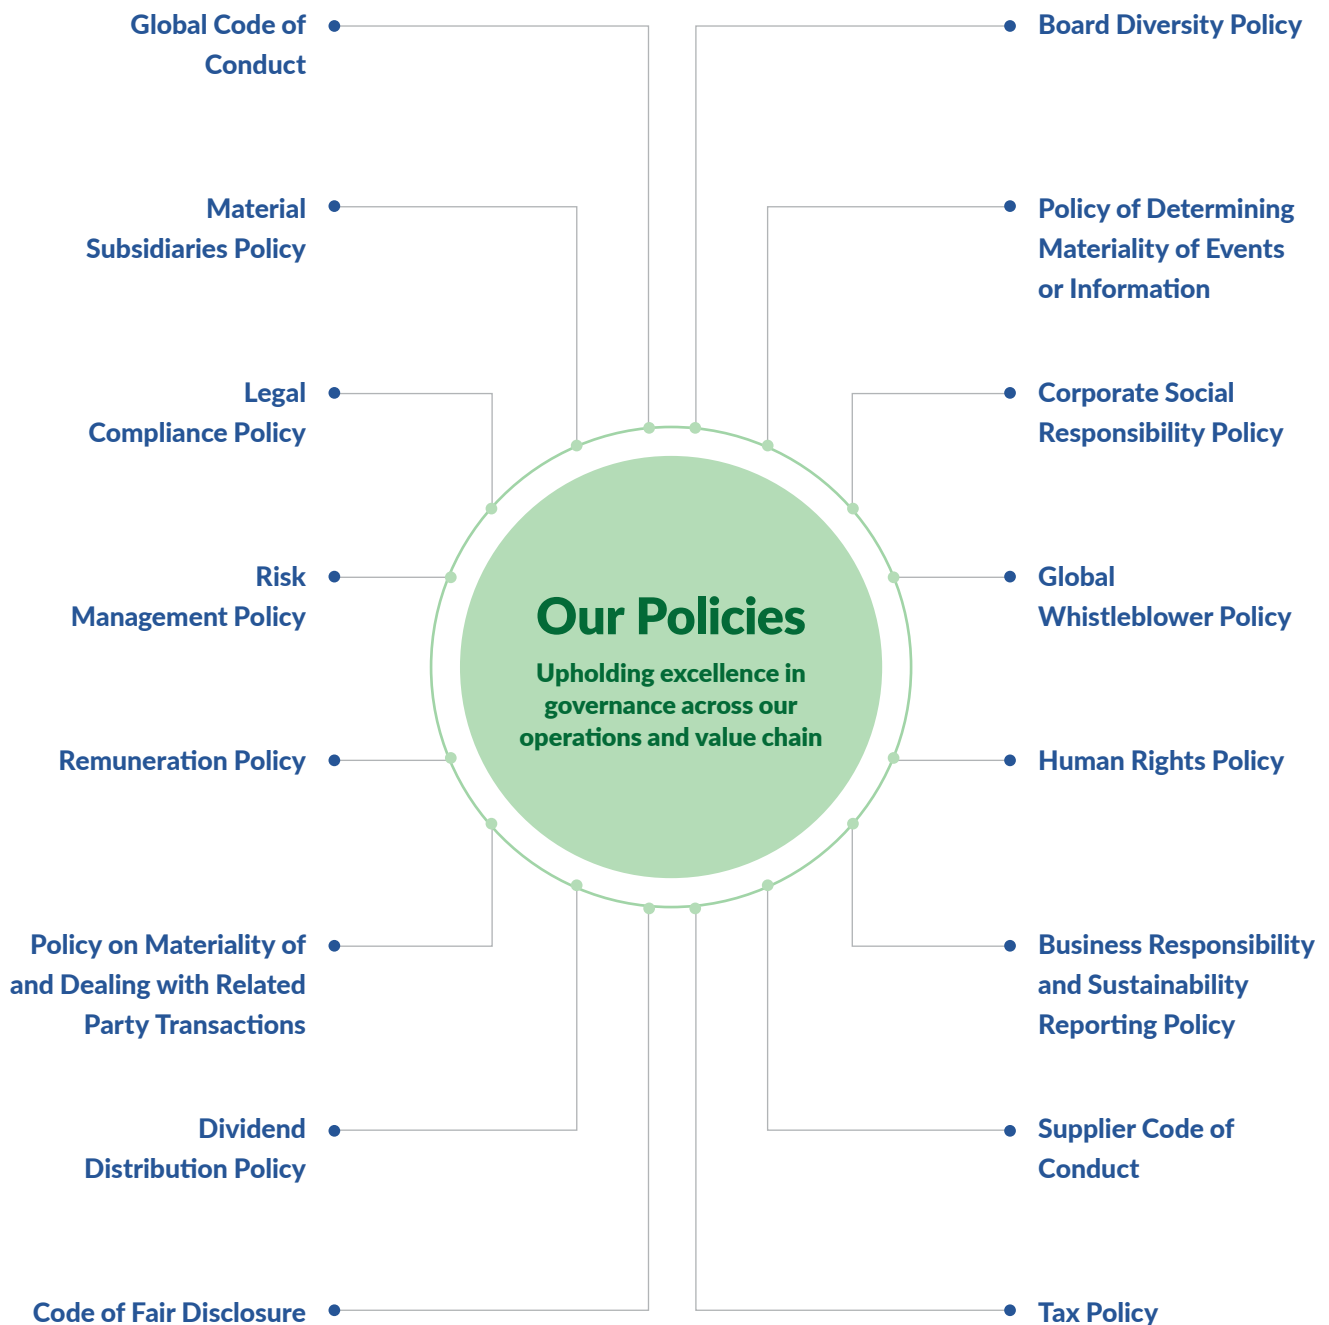 Global Code of
Conduct
Material
Subsidiaries Policy
Legal
Compliance Policy
Risk
Management Policy
Remuneration Policy
Policy on Materiality of
and Dealing with Related
Party Transactions
Dividend
Distribution Policy
Code of Fair Disclosure
Our Policies
Upholding excellence in
governance across our
operations and value chain
Board Diversity Policy
Policy of Determining
Materiality of Events
or Information
Corporate Social
Responsibility Policy
Global
Whistleblower Policy
Human Rights Policy
Business Responsibility
and Sustainability
Reporting Policy
Supplier Code of
Conduct
Tax Policy